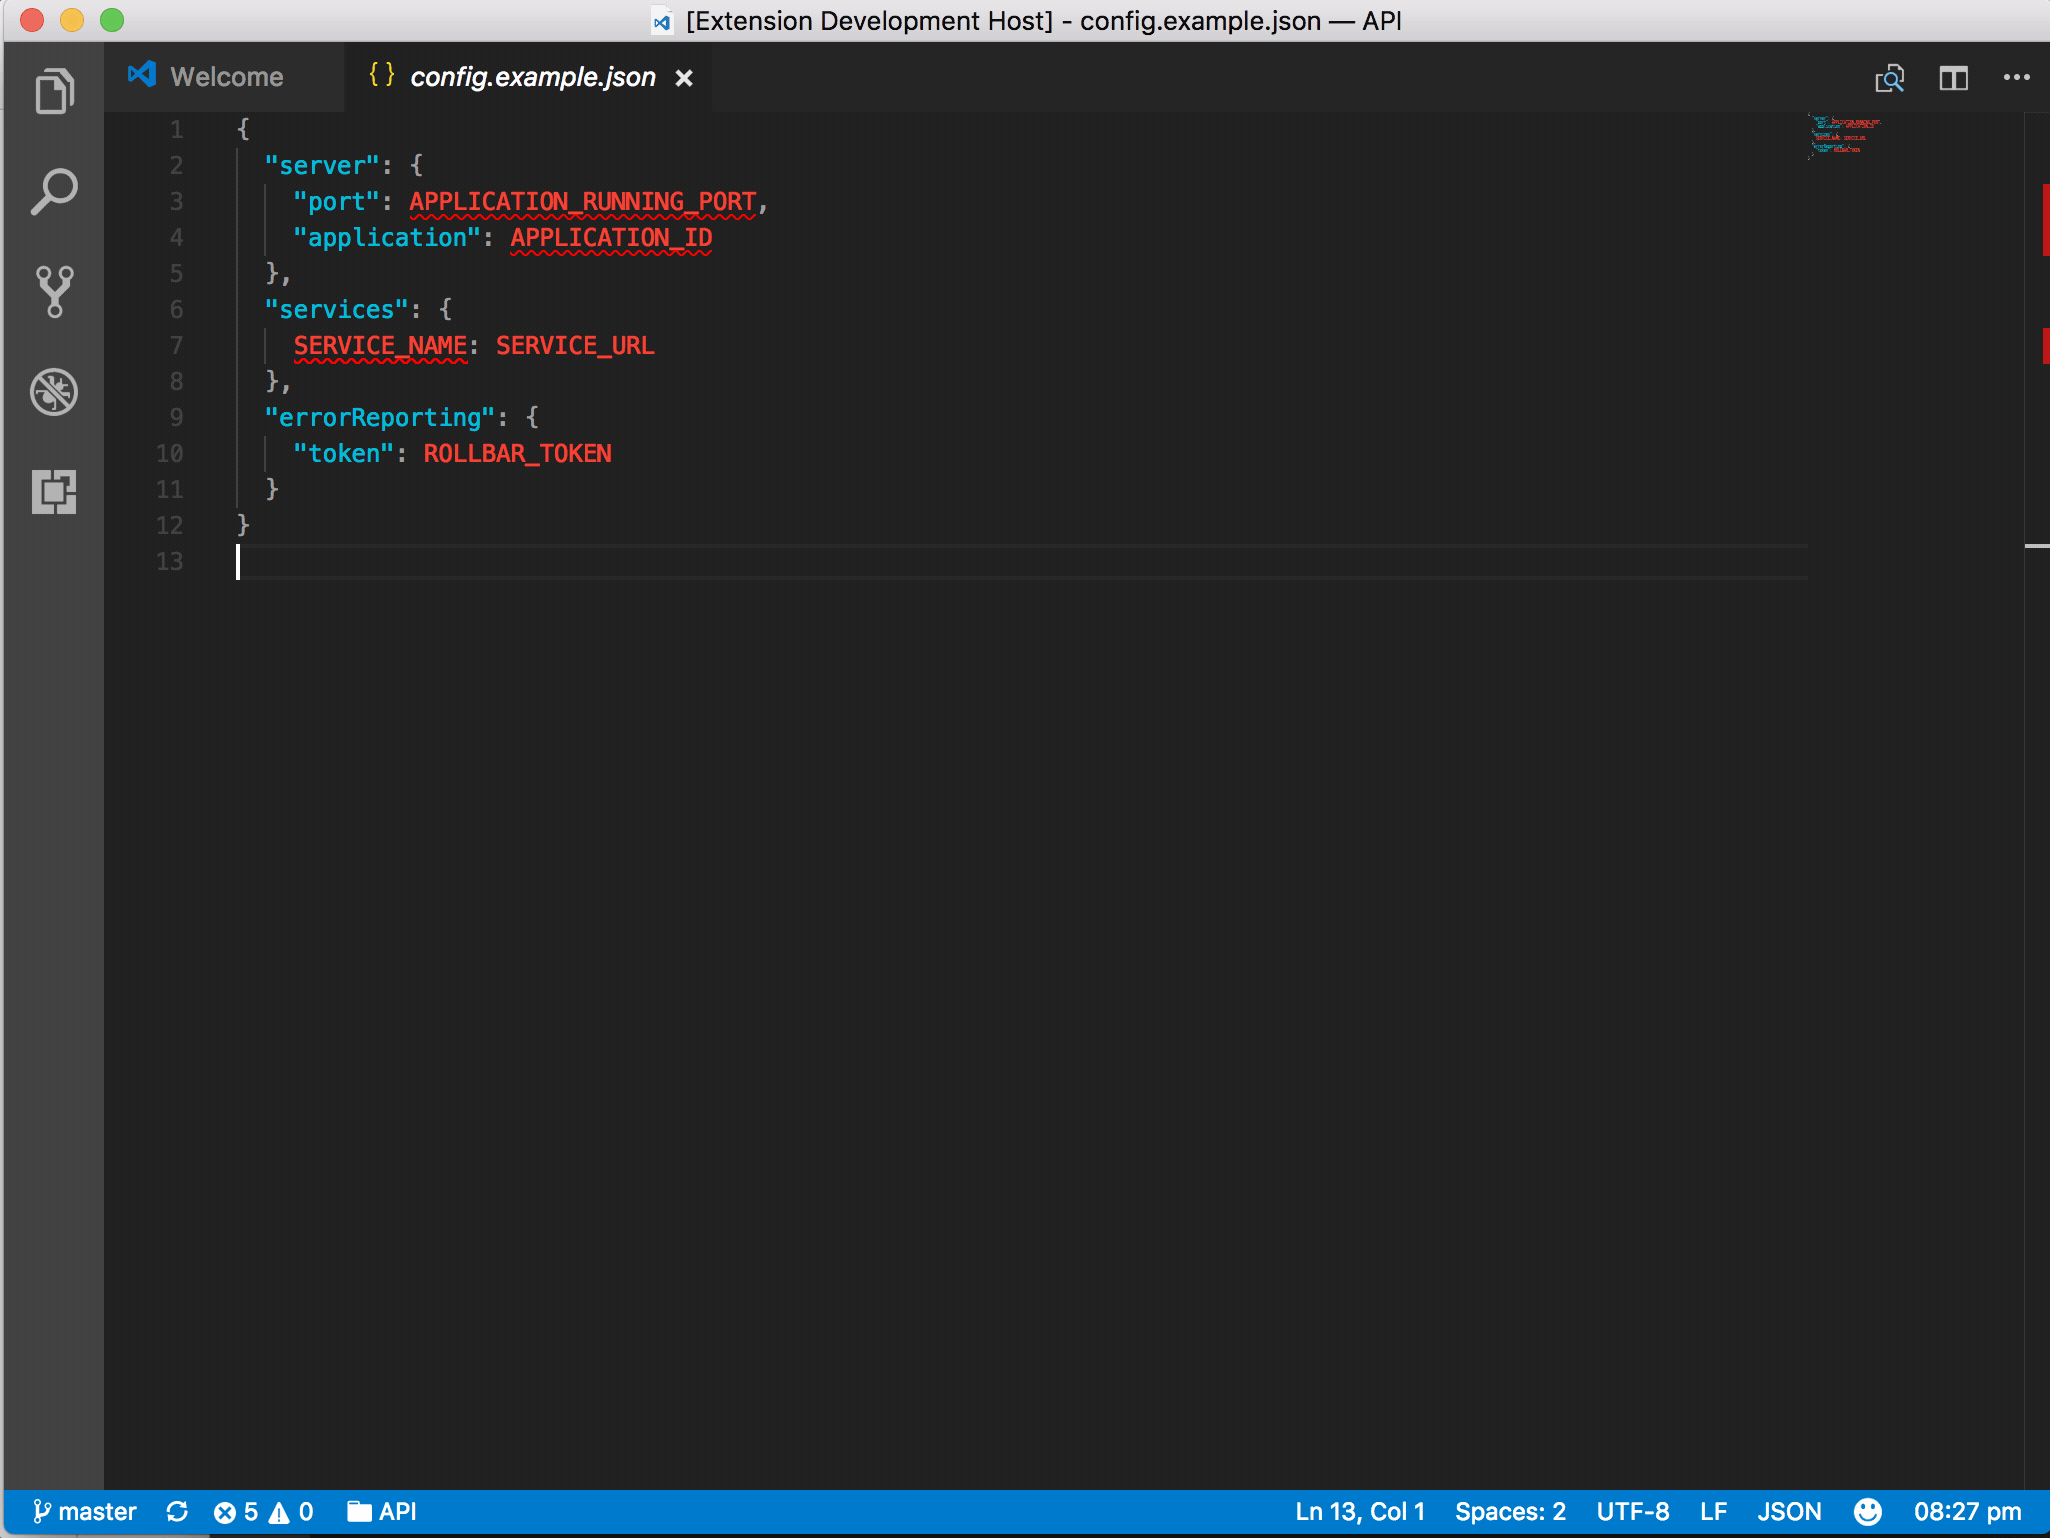 [Extension Development Host] - config.example.json — API
Welcome
{ } config.example.json ×
1 {
2 "server": {
3 "port": APPLICATION_RUNNING_PORT,
4 "application": APPLICATION_ID
5 },
6 "services": {
7 SERVICE_NAME: SERVICE_URL
8 },
9 "errorReporting": {
10 "token": ROLLBAR_TOKEN
11 }
12 }
13
master 5 0 API Ln 13, Col 1 Spaces: 2 UTF-8 LF JSON 08:27 pm